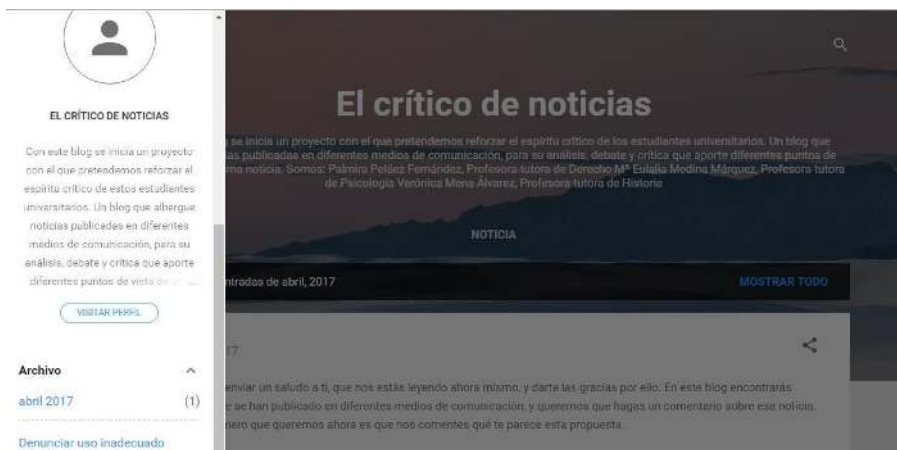 EL CRÍTICO DE NOTICIAS
Con este blog se inicia un proyecto
con el que pretendemos reforzar el
espíritu crítico de estos estudiantes
universitarios. Un blog que albergue
noticias publicadas en diferentes
medios de comunicación, para su
análisis, debate y crítica que aporte
diferentes puntos de vista de
VISITAR PERFIL
Archivo
abril 2017 (1)
Denunciar uso inadecuado
El crítico de noticias
se inicia un proyecto con el que pretendemos reforzar el espíritu crítico de los estudiantes universitarios. Un blog que
ias publicadas en diferentes medios de comunicación, para su análisis, debate y crítica que aporte diferentes puntos de
ma noticia. Somos: Palmira Peláez Fernández, Profesora-tutora de Derecho Mª Eulalia Medina Márquez, Profesora-tutora
de Psicología Verónica Mena Álvarez, Profesora-tutora de Historia
NOTICIA
ntradas de abril, 2017
MOSTRAR TODO
17
enviar un saludo a ti, que nos estás leyendo ahora mismo, y darte las gracias por ello. En este blog encontrarás
e se han publicado en diferentes medios de comunicación, y queremos que hagas un comentario sobre esa noticia.
mero que queremos ahora es que nos comentes qué te parece esta propuesta.